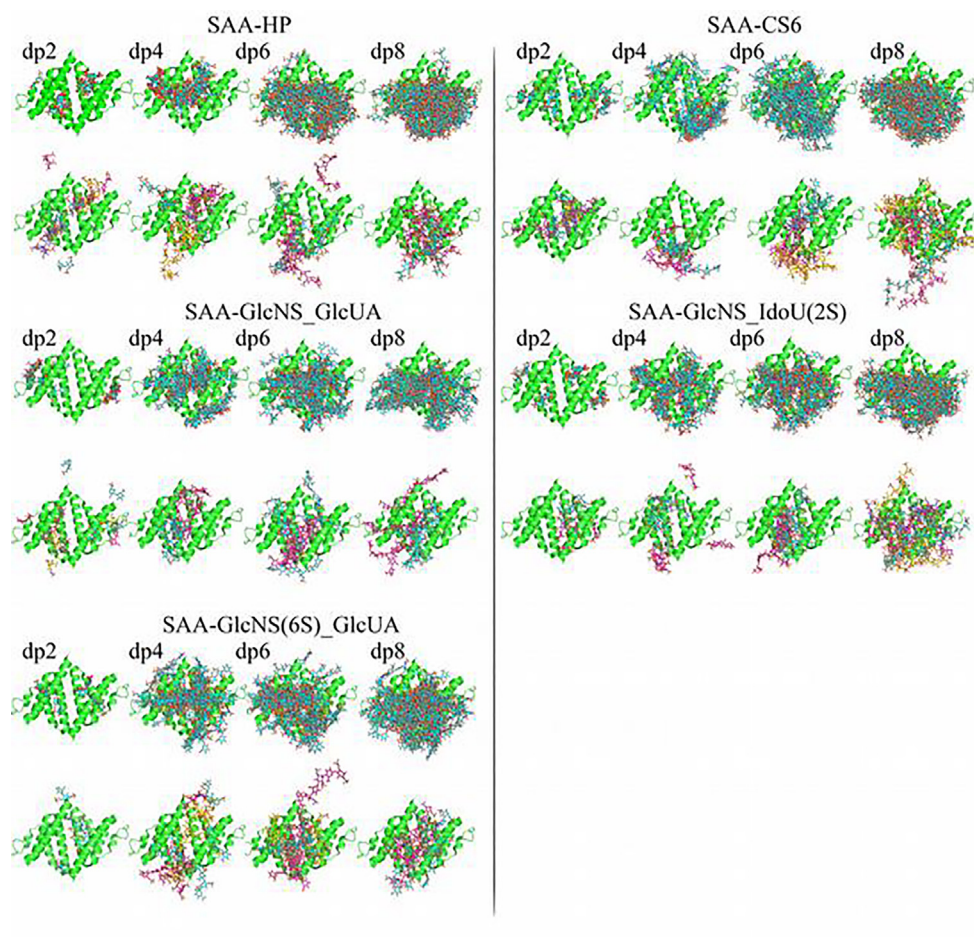 SAA-HP
dp2 dp4 dp6 dp8
SAA-CS6
dp2 dp4 dp6 dp8
SAA-GlcNS_GlcUA
dp2 dp4 dp6 dp8
SAA-GlcNS_IdoU(2S)
dp2 dp4 dp6 dp8
SAA-GlcNS(6S)_GlcUA
dp2 dp4 dp6 dp8